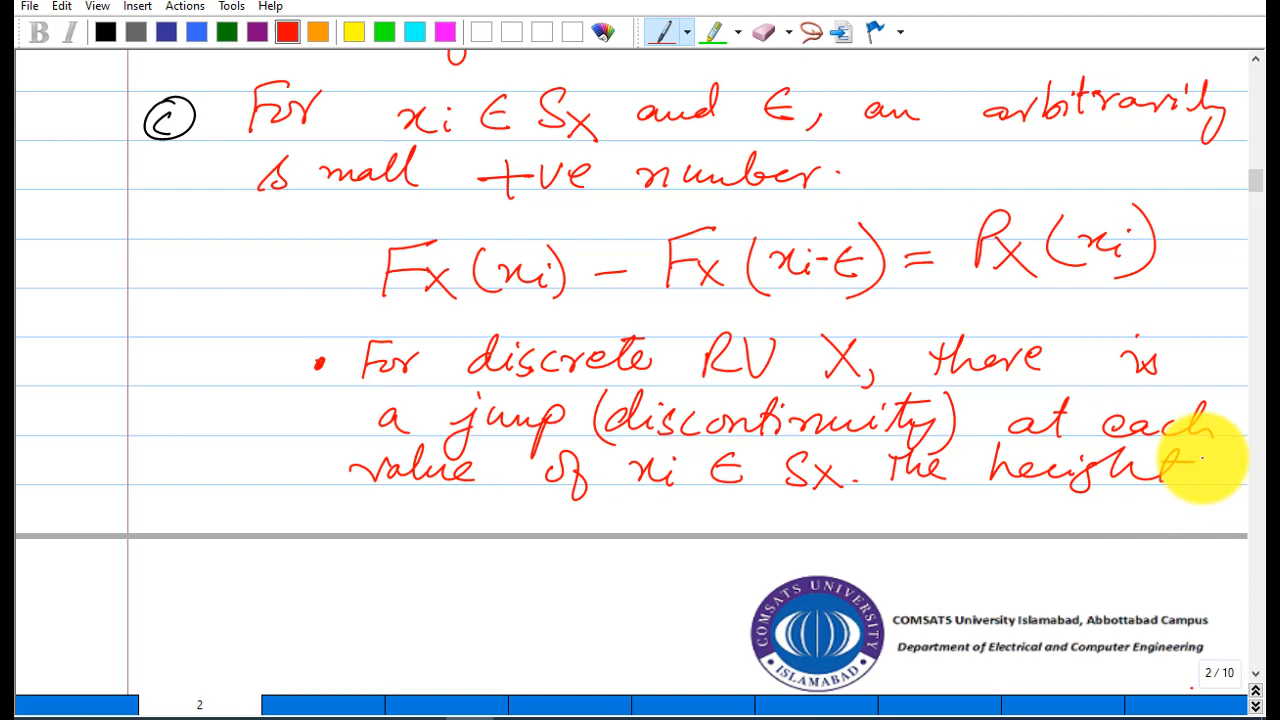 File Edit View Insert Actions Tools Help
B I
(c) For xi ∈ Sx and ∈, an arbitrarily
small +ve number.
Fx (xi) - Fx (xi-∈) = Px (xi)
• For discrete RV X, there is
a jump (discontinuity) at each
value of xi ∈ Sx. The height
COMSATS UNIVERSITY
ISLAMABAD
COMSATS University Islamabad, Abbottabad Campus
Department of Electrical and Computer Engineering
2 / 10
2